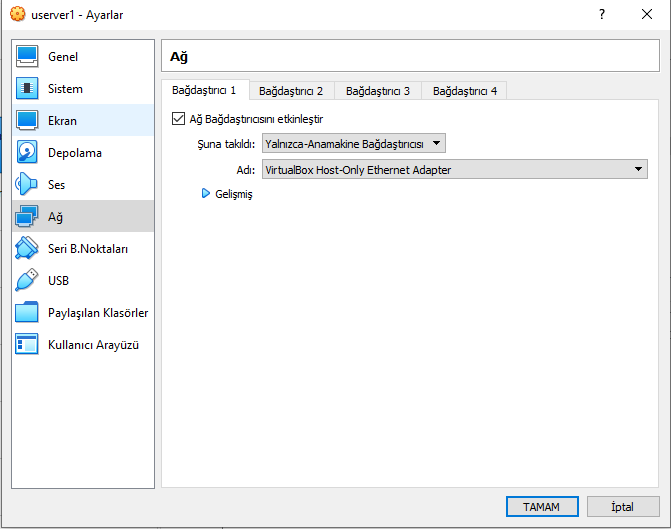 userver1 - Ayarlar
?
Genel
Sistem
Ekran
Depolama
Ses
Ağ
Seri B.Noktaları
USB
Paylaşılan Klasörler
Kullanıcı Arayüzü
Ağ
Bağdaştırıcı 1 Bağdaştırıcı 2 Bağdaştırıcı 3 Bağdaştırıcı 4
Ağ Bağdaştırıcısını etkinleştir
Şuna takıldı: Yalnızca-Anamakine Bağdaştırıcısı
Adı: VirtualBox Host-Only Ethernet Adapter
Gelişmiş
TAMAM İptal